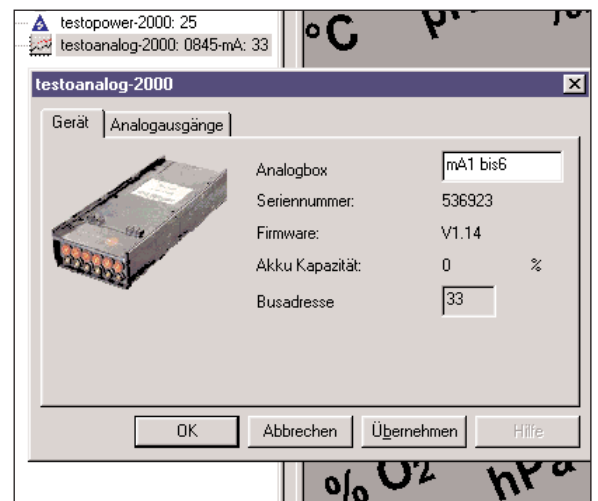 testopower-2000: 25
testoanalog-2000: 0845-mA: 33
°C
testoanalog-2000
Gerät Analogausgänge
Analogbox mA1 bis6
Seriennummer: 536923
Firmware: V1.14
Akku Kapazität: 0 %
Busadresse 33
OK Abbrechen Übernehmen Hilfe
% O2 hPa